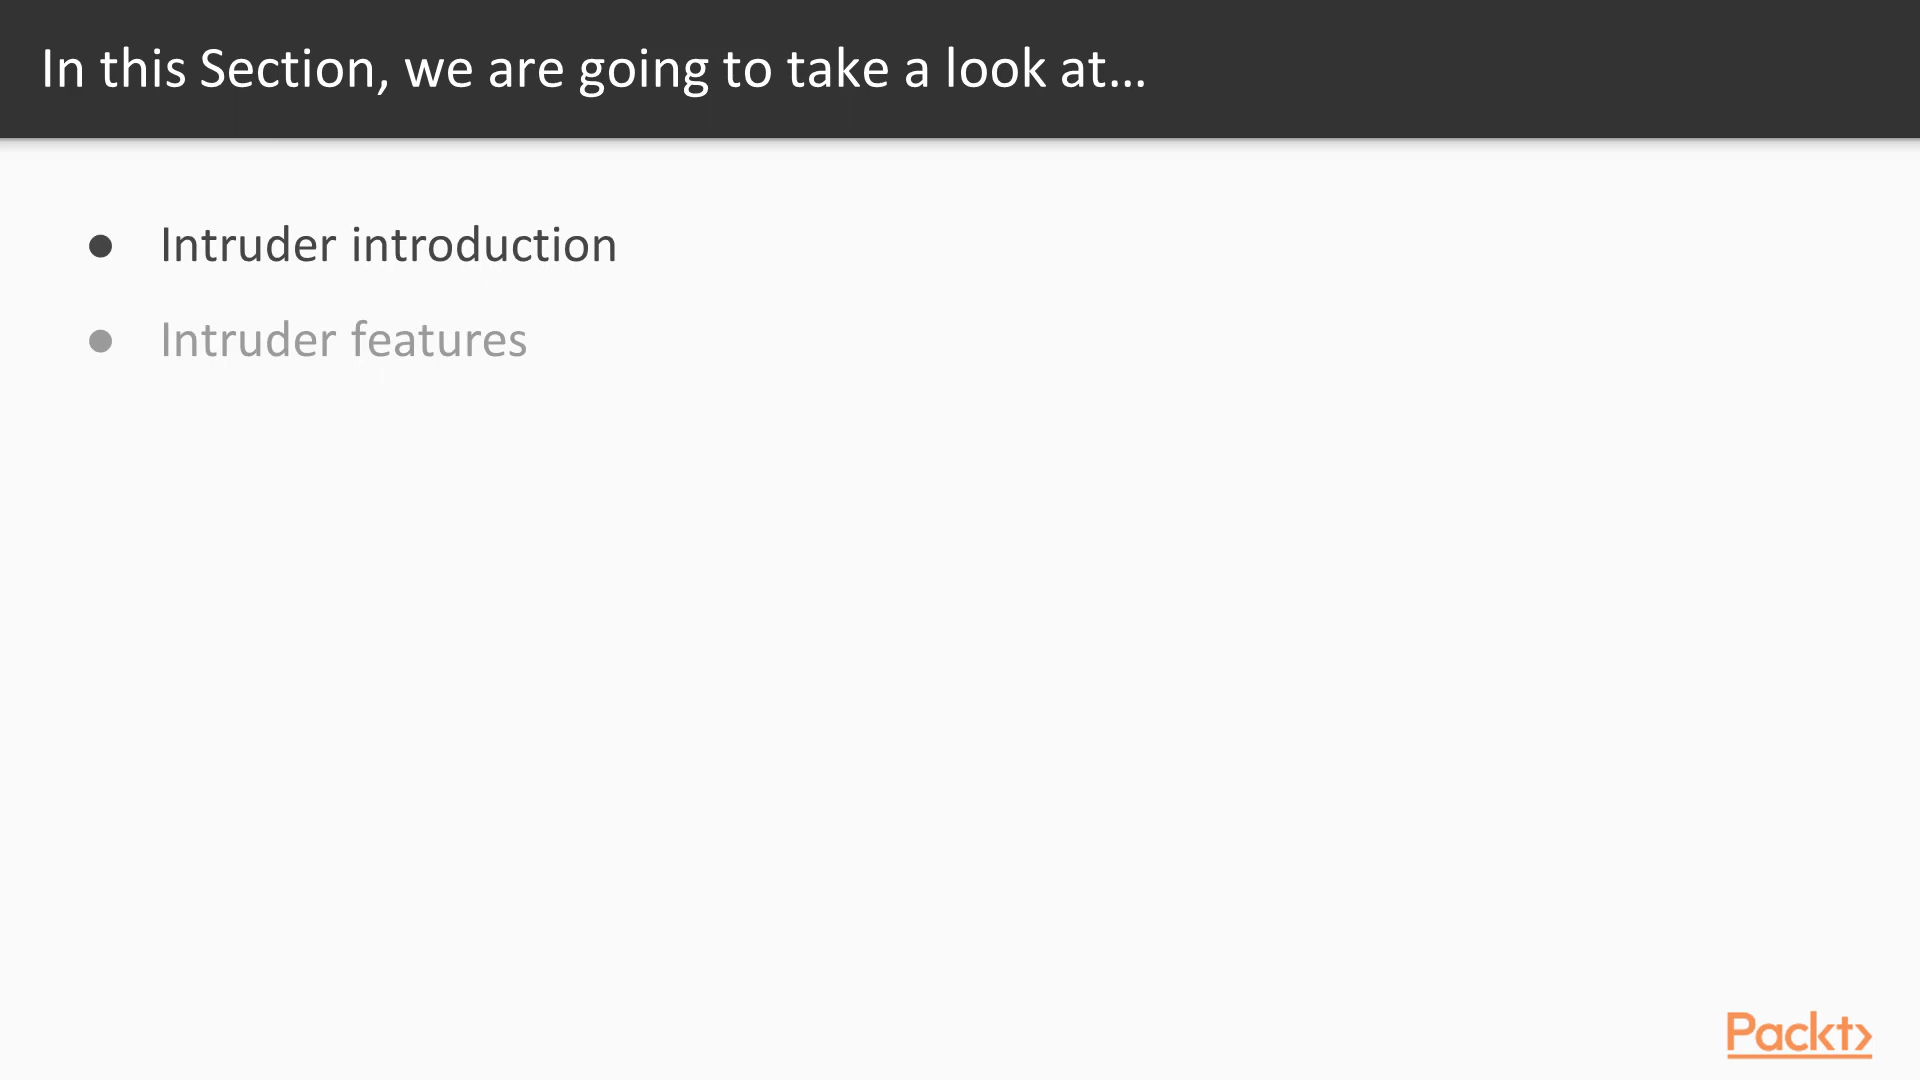 In this Section, we are going to take a look at...
● Intruder introduction
● Intruder features
Packt>